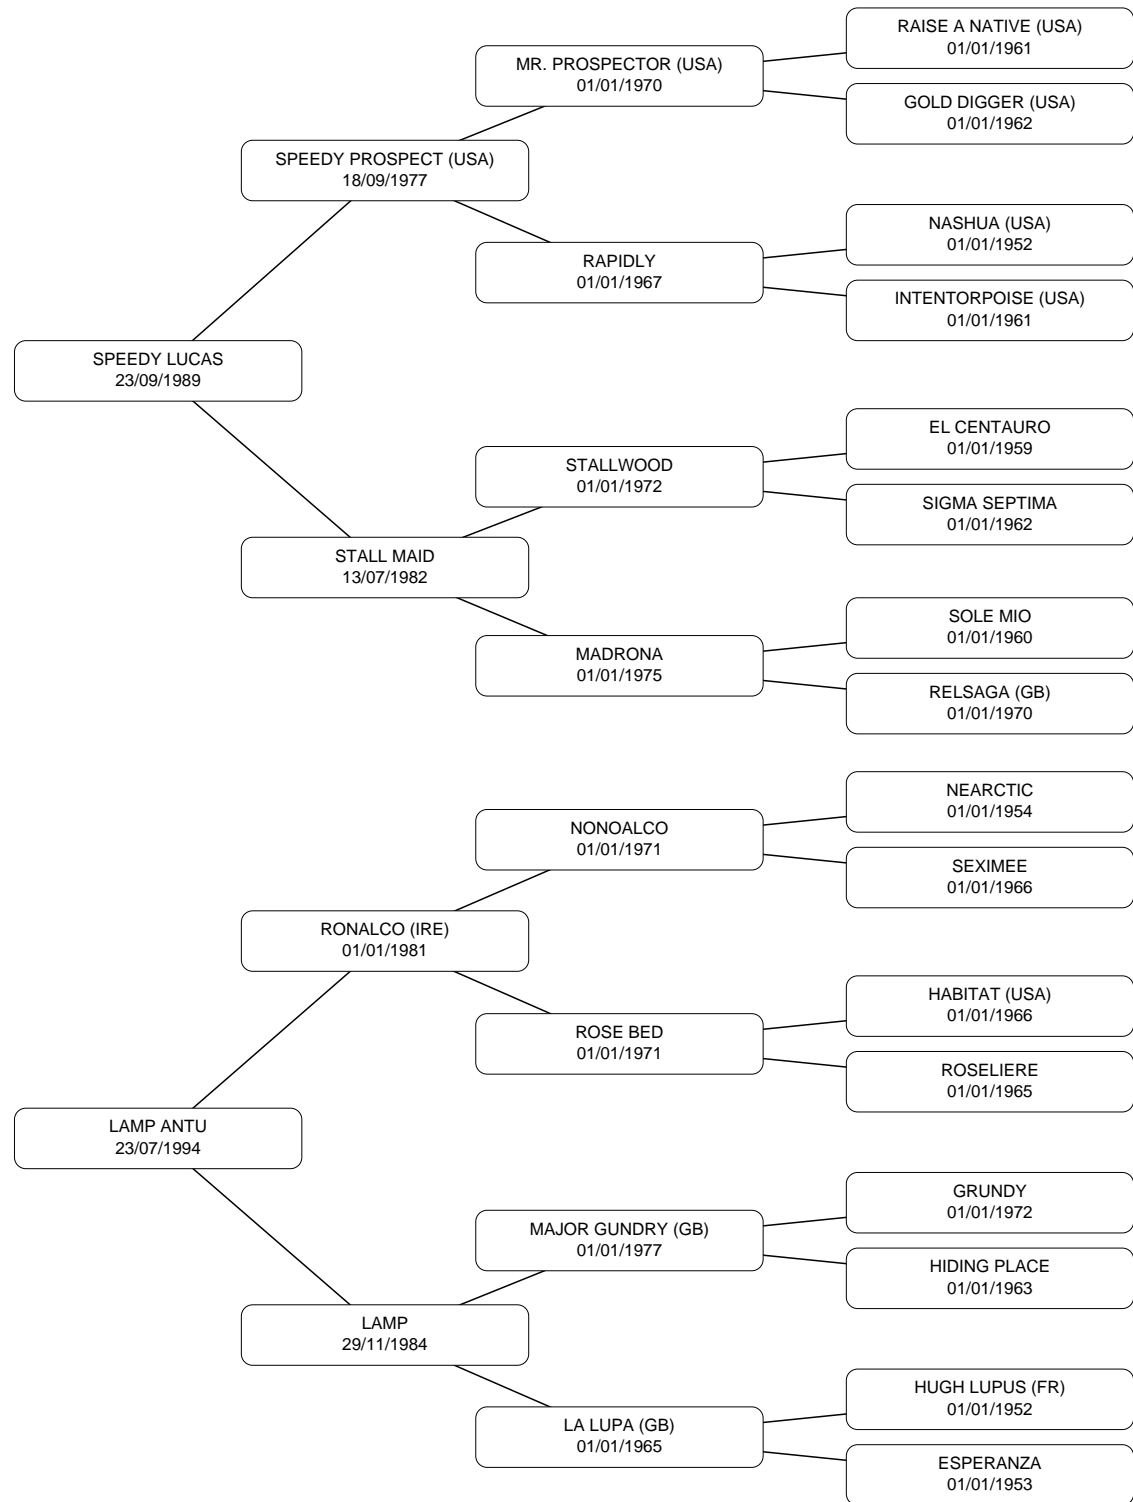 RAISE A NATIVE (USA)
01/01/1961
MR. PROSPECTOR (USA)
01/01/1970
GOLD DIGGER (USA)
01/01/1962
SPEEDY PROSPECT (USA)
18/09/1977
NASHUA (USA)
01/01/1952
RAPIDLY
01/01/1967
INTENTORPOISE (USA)
01/01/1961
SPEEDY LUCAS
23/09/1989
EL CENTAURO
01/01/1959
STALLWOOD
01/01/1972
SIGMA SEPTIMA
01/01/1962
STALL MAID
13/07/1982
SOLE MIO
01/01/1960
MADRONA
01/01/1975
RELSAGA (GB)
01/01/1970
NEARCTIC
01/01/1954
NONOALCO
01/01/1971
SEXIMEE
01/01/1966
RONALCO (IRE)
01/01/1981
HABITAT (USA)
01/01/1966
ROSE BED
01/01/1971
ROSELIERE
01/01/1965
LAMP ANTU
23/07/1994
GRUNDY
01/01/1972
MAJOR GUNDRY (GB)
01/01/1977
HIDING PLACE
01/01/1963
LAMP
29/11/1984
HUGH LUPUS (FR)
01/01/1952
LA LUPA (GB)
01/01/1965
ESPERANZA
01/01/1953